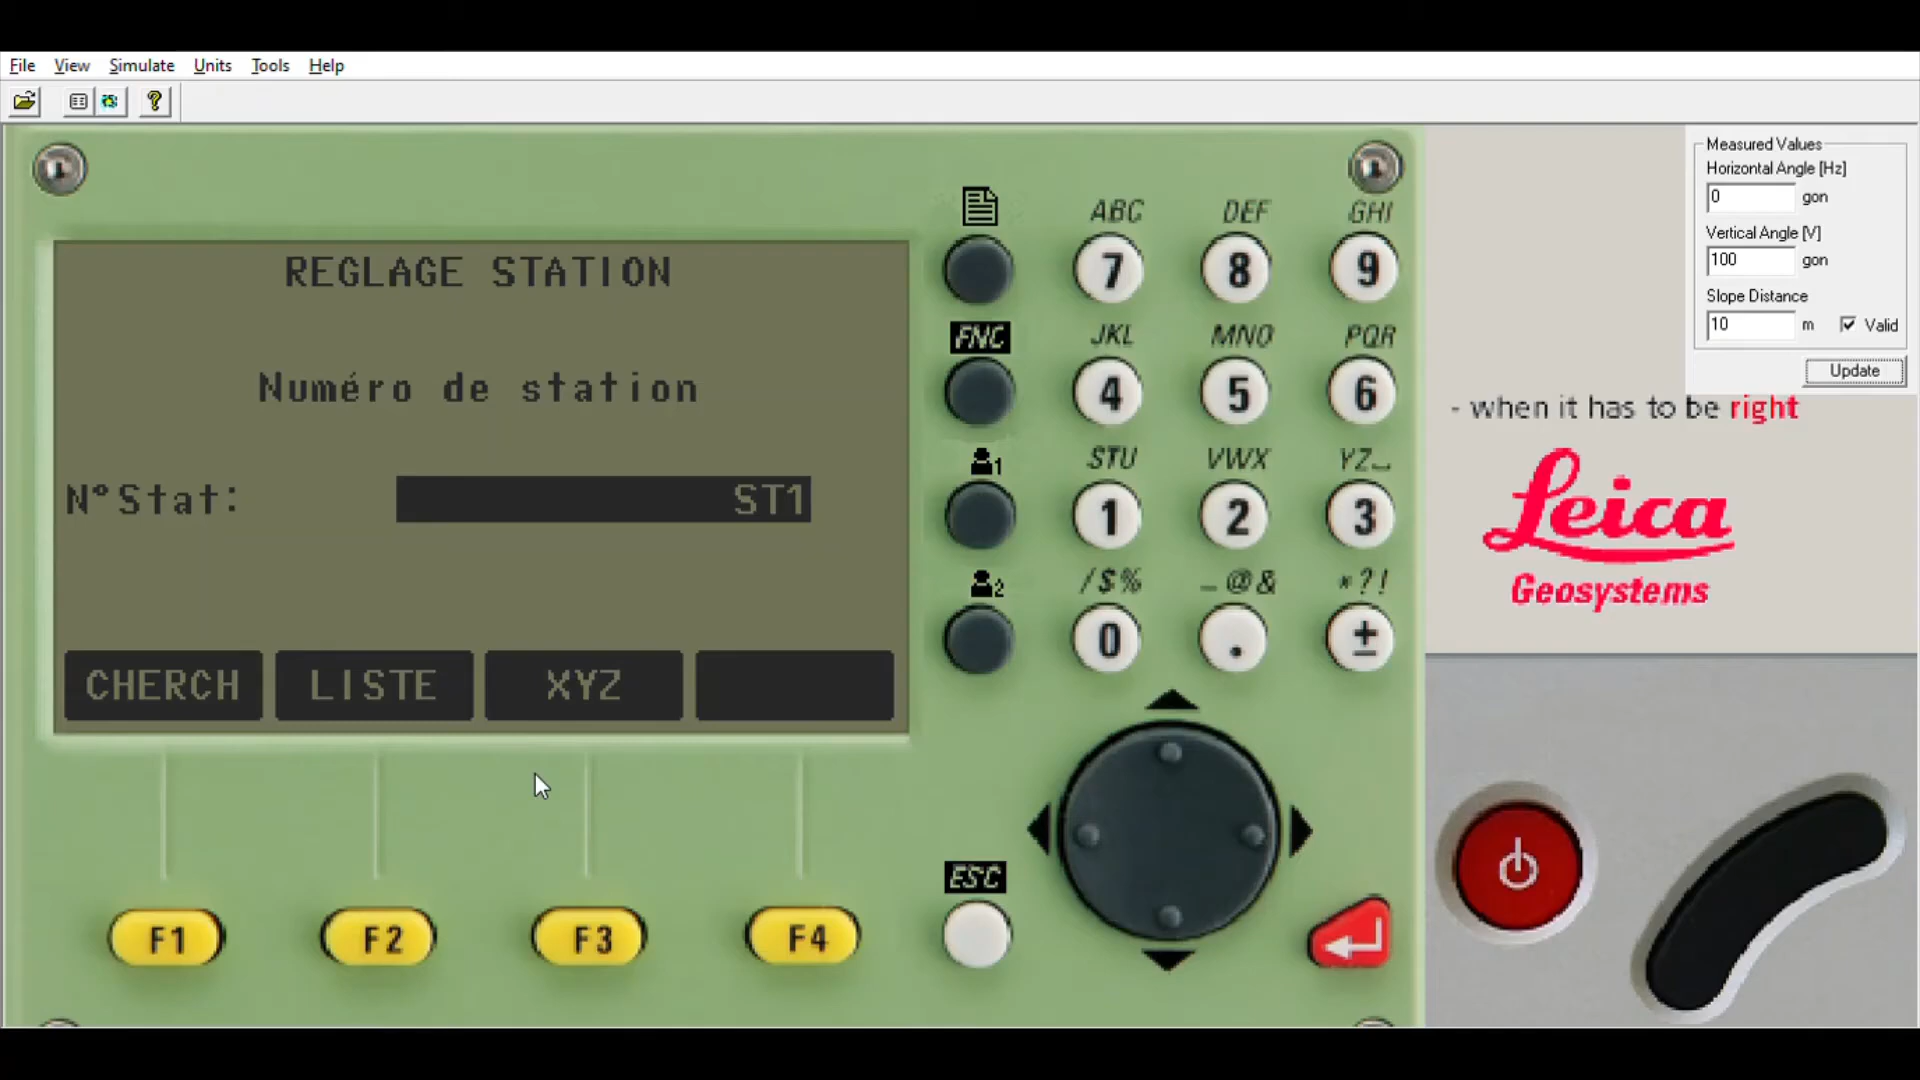 File View Simulate Units Tools Help
REGLAGE STATION
Numéro de station
N°Stat: ST1
CHERCH LISTE XYZ
F1 F2 F3 F4
FNC
1
2
ESC
ABC DEF GHI
7 8 9
JKL MNO PQR
4 5 6
STU VWX YZ⎵
1 2 3
/$% _@& *?!
0 . ±
Measured Values
Horizontal Angle [Hz]
0 gon
Vertical Angle [V]
100 gon
Slope Distance
10 m Valid
Update
- when it has to be right
Leica
Geosystems